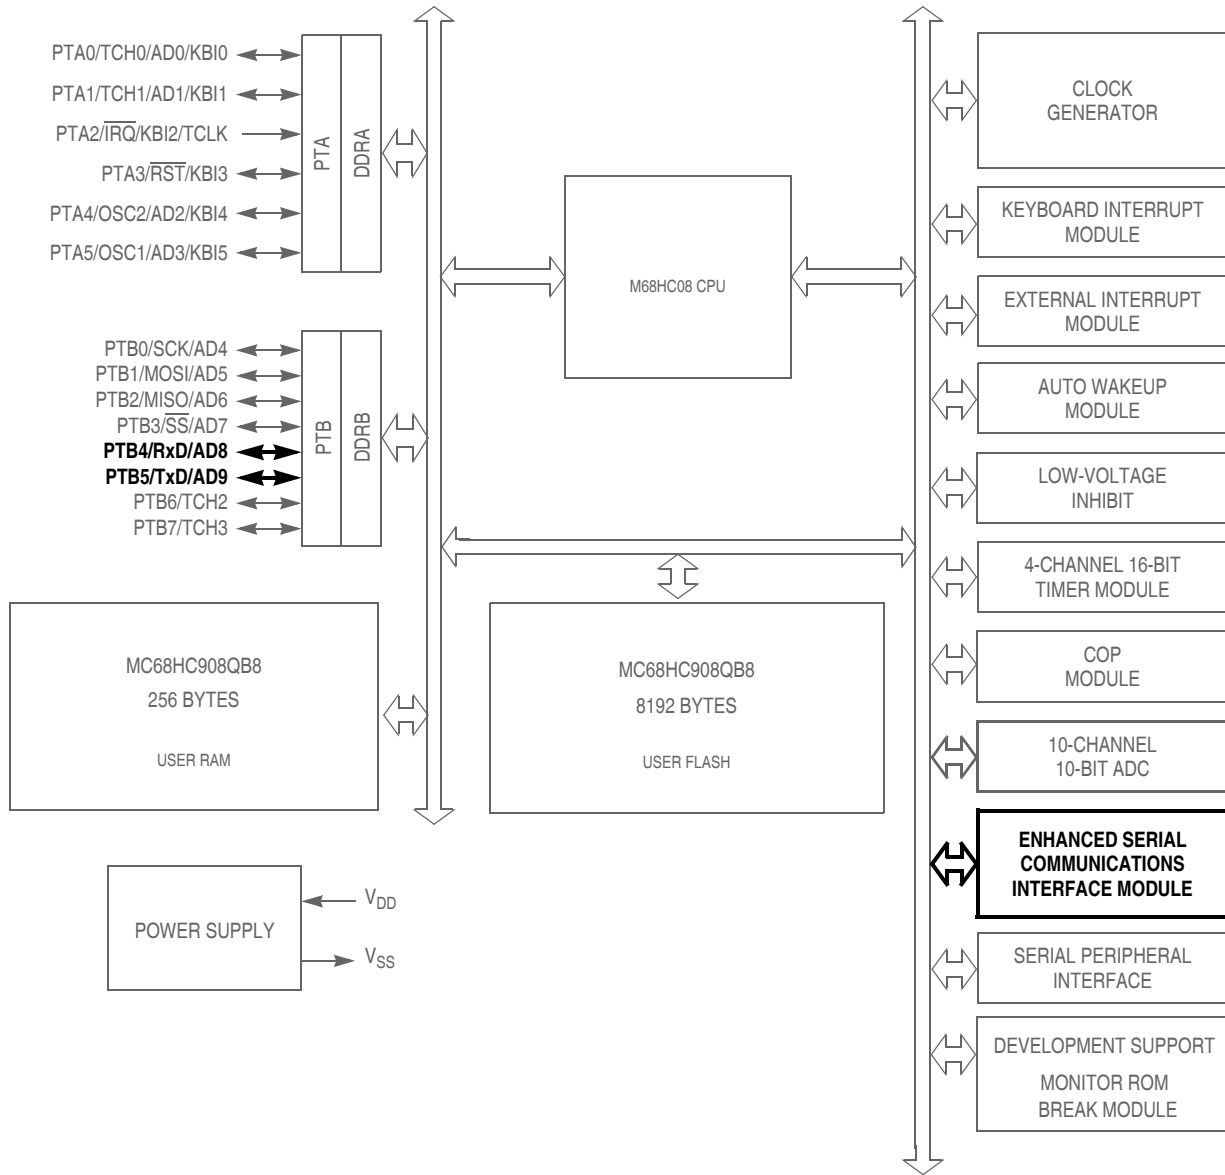 PTA0/TCH0/AD0/KBI0
PTA1/TCH1/AD1/KBI1
PTA2/IRQ/KBI2/TCLK
PTA3/RST/KBI3
PTA4/OSC2/AD2/KBI4
PTA5/OSC1/AD3/KBI5
PTA
DDRA
PTB0/SCK/AD4
PTB1/MOSI/AD5
PTB2/MISO/AD6
PTB3/SS/AD7
PTB4/RxD/AD8
PTB5/TxD/AD9
PTB6/TCH2
PTB7/TCH3
PTB
DDRB
M68HC08 CPU
MC68HC908QB8
256 BYTES
USER RAM
MC68HC908QB8
8192 BYTES
USER FLASH
POWER SUPPLY
VDD
VSS
CLOCK
GENERATOR
KEYBOARD INTERRUPT
MODULE
EXTERNAL INTERRUPT
MODULE
AUTO WAKEUP
MODULE
LOW-VOLTAGE
INHIBIT
4-CHANNEL 16-BIT
TIMER MODULE
COP
MODULE
10-CHANNEL
10-BIT ADC
ENHANCED SERIAL
COMMUNICATIONS
INTERFACE MODULE
SERIAL PERIPHERAL
INTERFACE
DEVELOPMENT SUPPORT
MONITOR ROM
BREAK MODULE